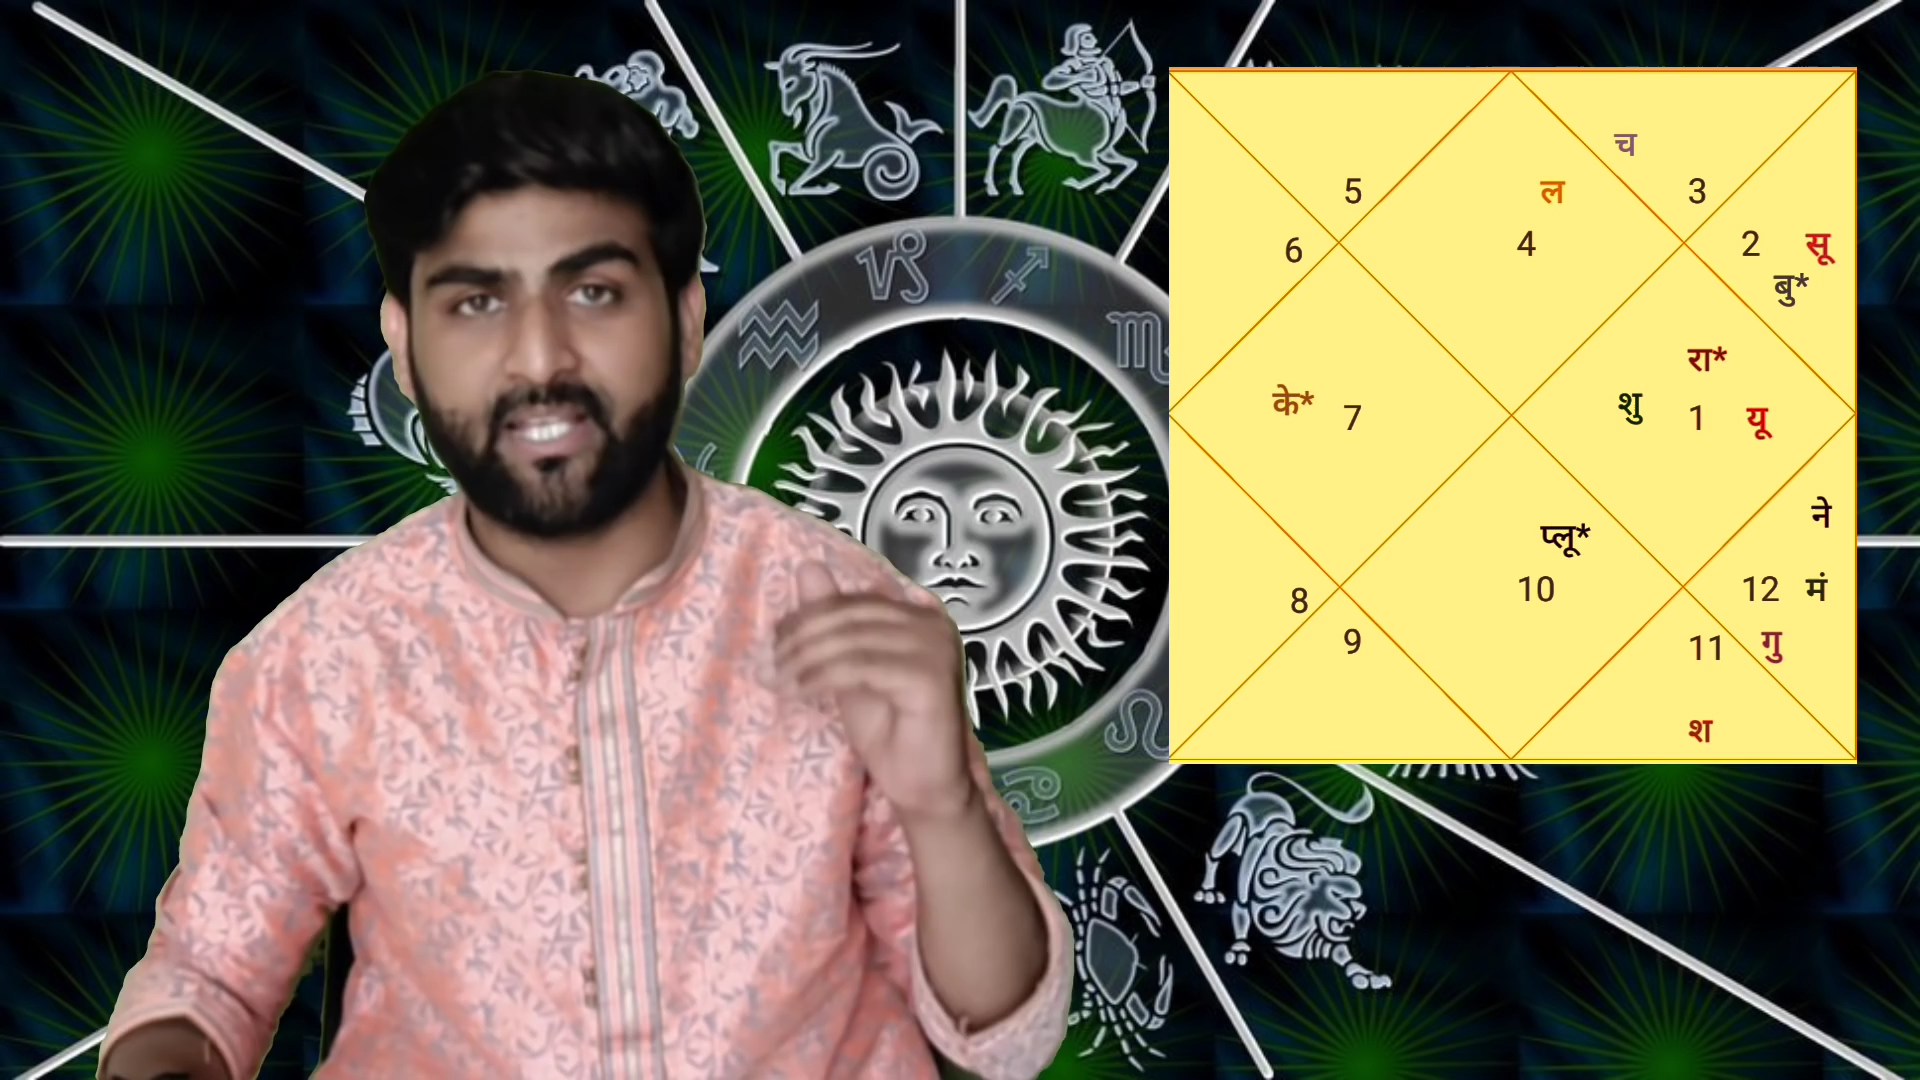 च
5 ल 3
6 4 2 सू
बु*
रा*
के* 7 शु 1 यू
ने
प्लू*
8 10 12 मं
9 11 गु
श